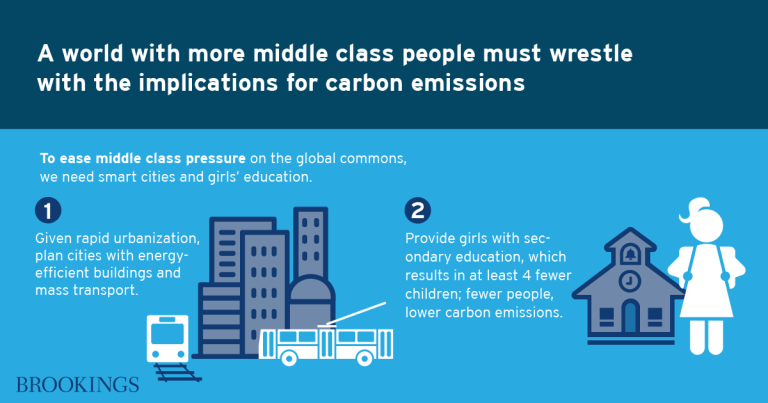 A world with more middle class people must wrestle
with the implications for carbon emissions
To ease middle class pressure on the global commons,
we need smart cities and girls' education.
1
Given rapid urbanization,
plan cities with energy-
efficient buildings and
mass transport.
2
Provide girls with sec-
ondary education, which
results in at least 4 fewer
children; fewer people,
lower carbon emissions.
BROOKINGS